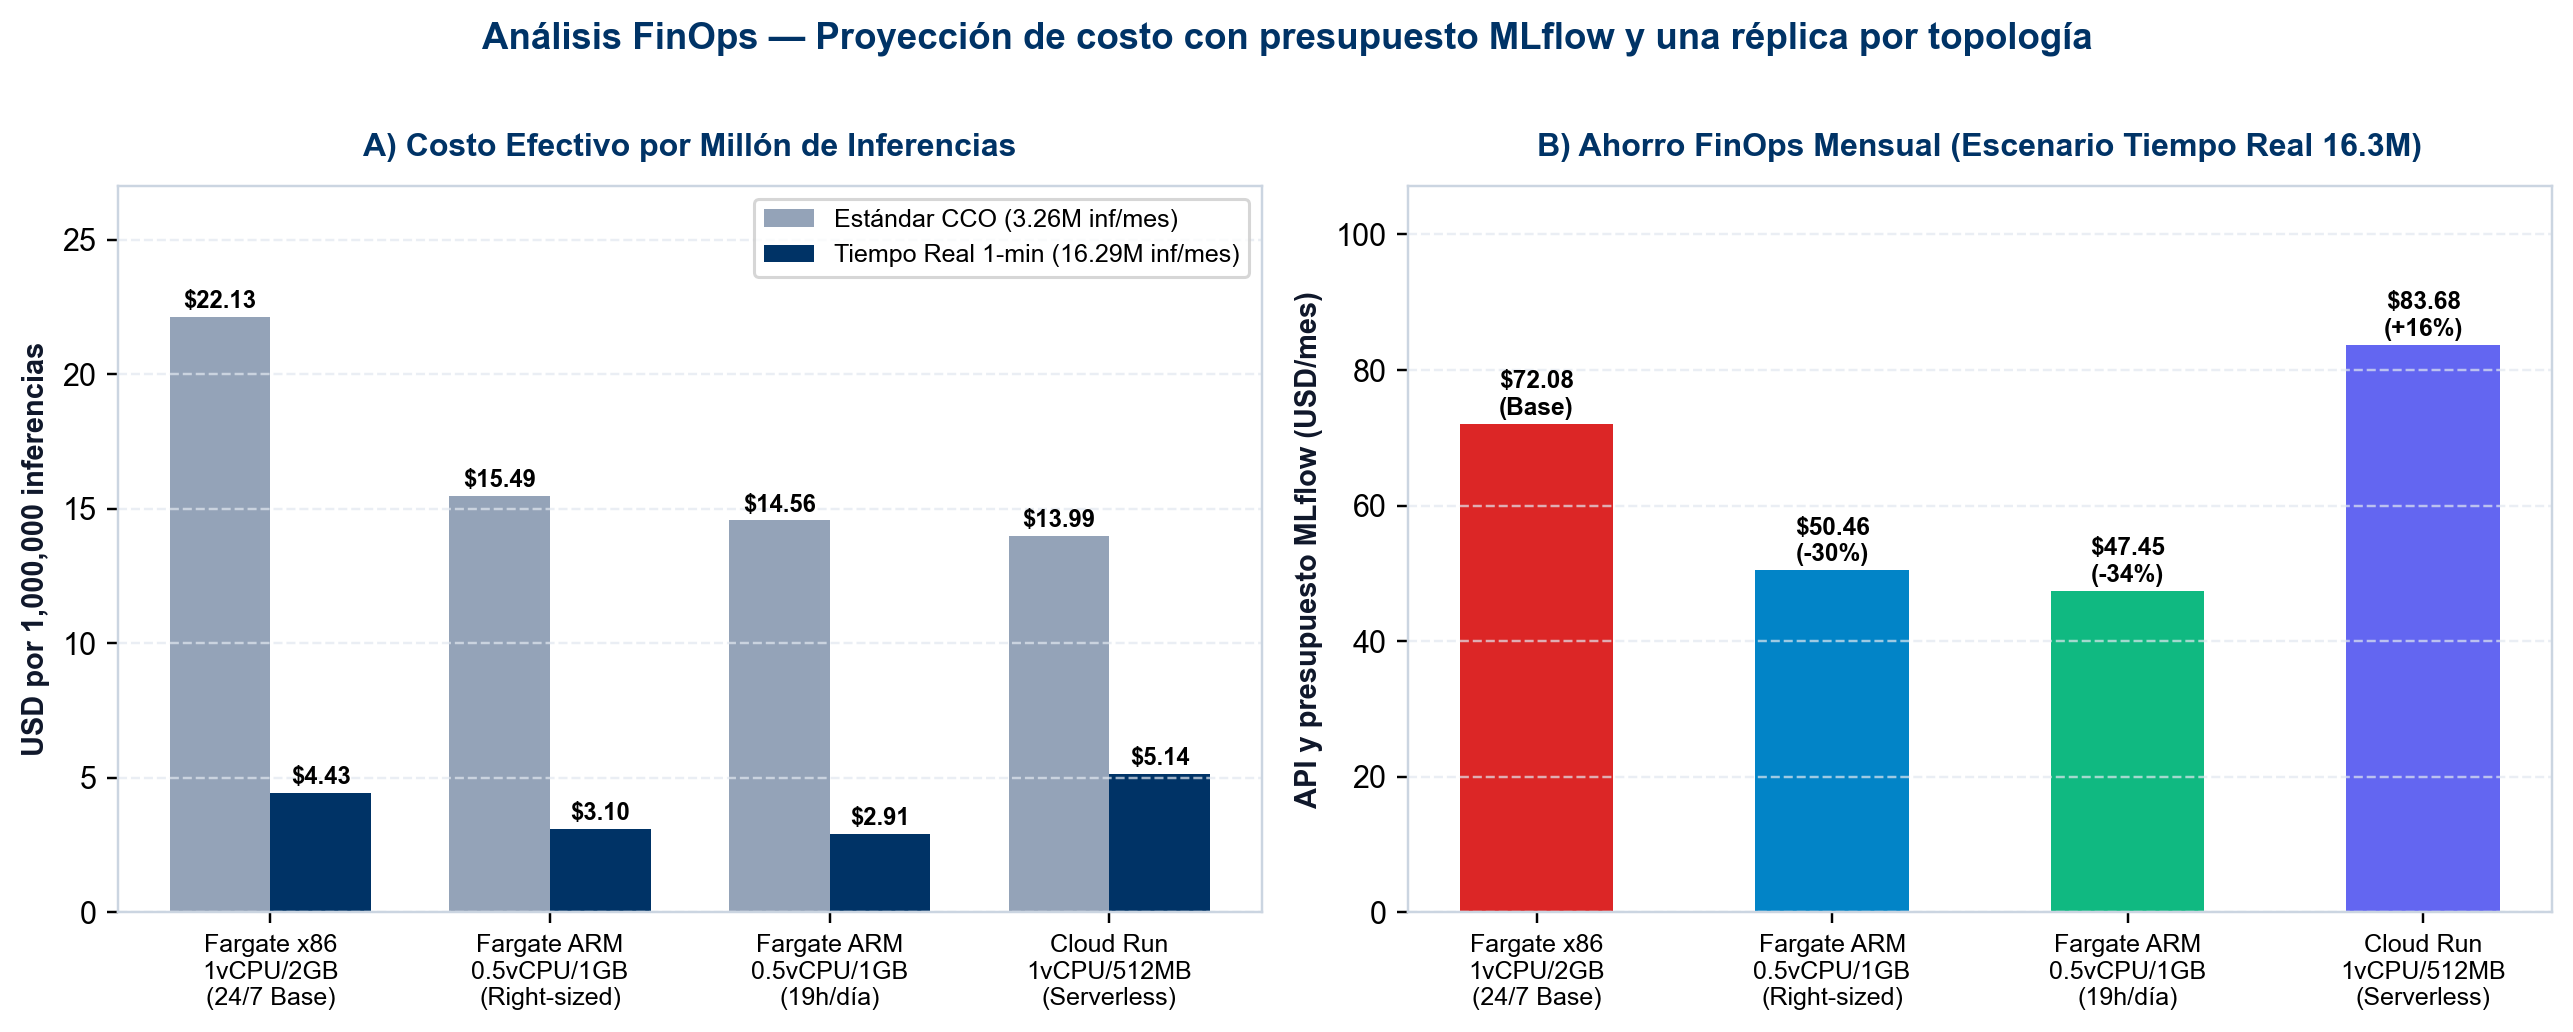 Análisis FinOps — Proyección de costo con presupuesto MLflow y una réplica por topología
A) Costo Efectivo por Millón de Inferencias
USD por 1,000,000 inferencias
25
20
15
10
5
0
Estándar CCO (3.26M inf/mes)
Tiempo Real 1-min (16.29M inf/mes)
$22.13
$4.43
$15.49
$3.10
$14.56
$2.91
$13.99
$5.14
Fargate x86
1vCPU/2GB
(24/7 Base)
Fargate ARM
0.5vCPU/1GB
(Right-sized)
Fargate ARM
0.5vCPU/1GB
(19h/día)
Cloud Run
1vCPU/512MB
(Serverless)
B) Ahorro FinOps Mensual (Escenario Tiempo Real 16.3M)
API y presupuesto MLflow (USD/mes)
100
80
60
40
20
0
$72.08
(Base)
$50.46
(-30%)
$47.45
(-34%)
$83.68
(+16%)
Fargate x86
1vCPU/2GB
(24/7 Base)
Fargate ARM
0.5vCPU/1GB
(Right-sized)
Fargate ARM
0.5vCPU/1GB
(19h/día)
Cloud Run
1vCPU/512MB
(Serverless)